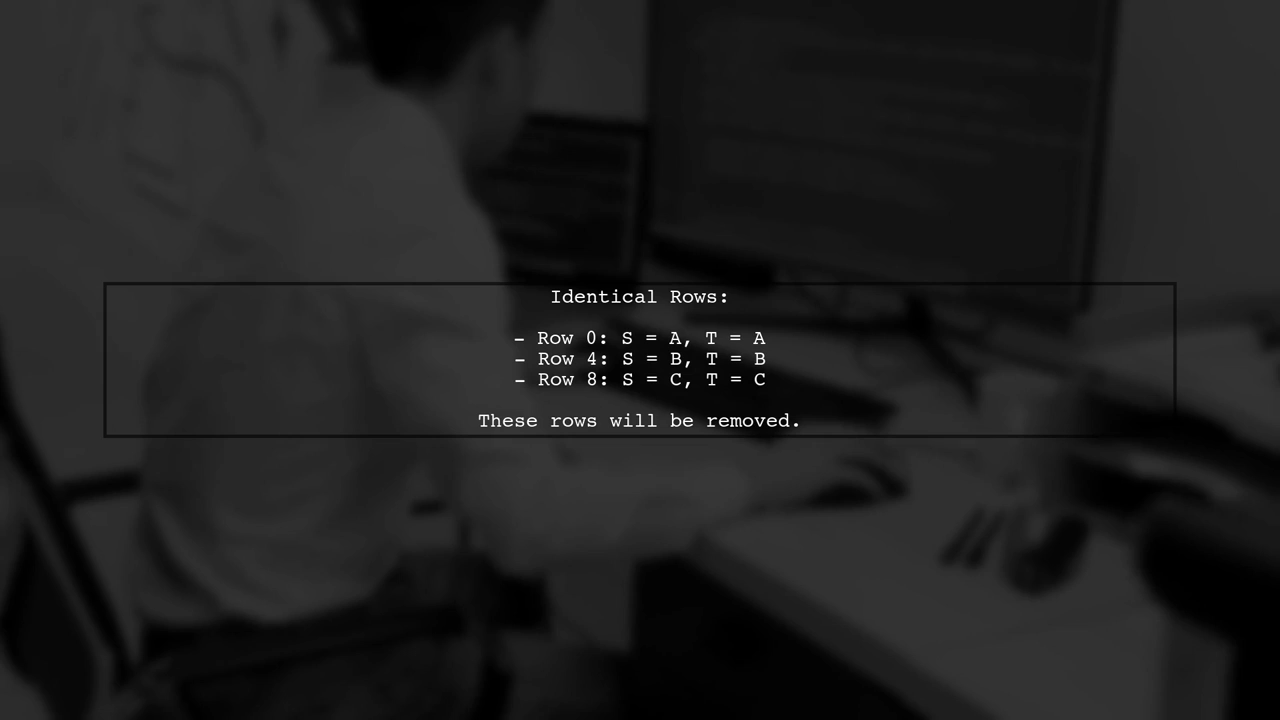 Identical Rows:
– Row 0: S = A, T = A
– Row 4: S = B, T = B
– Row 8: S = C, T = C
These rows will be removed.